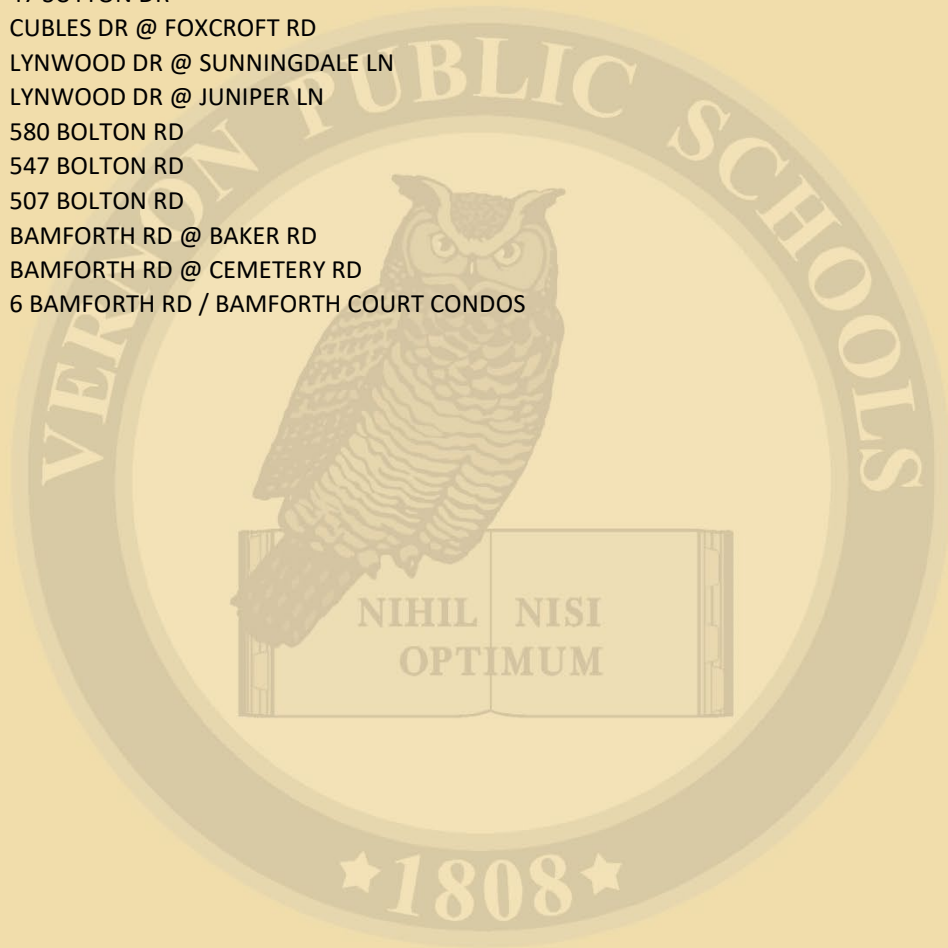 CUBLES DR @ FOXCROFT RD
LYNWOOD DR @ SUNNINGDALE LN
LYNWOOD DR @ JUNIPER LN
580 BOLTON RD
547 BOLTON RD
507 BOLTON RD
BAMFORTH RD @ BAKER RD
BAMFORTH RD @ CEMETERY RD
6 BAMFORTH RD / BAMFORTH COURT CONDOS
VERNON PUBLIC SCHOOLS
NIHIL NISI
OPTIMUM
1808